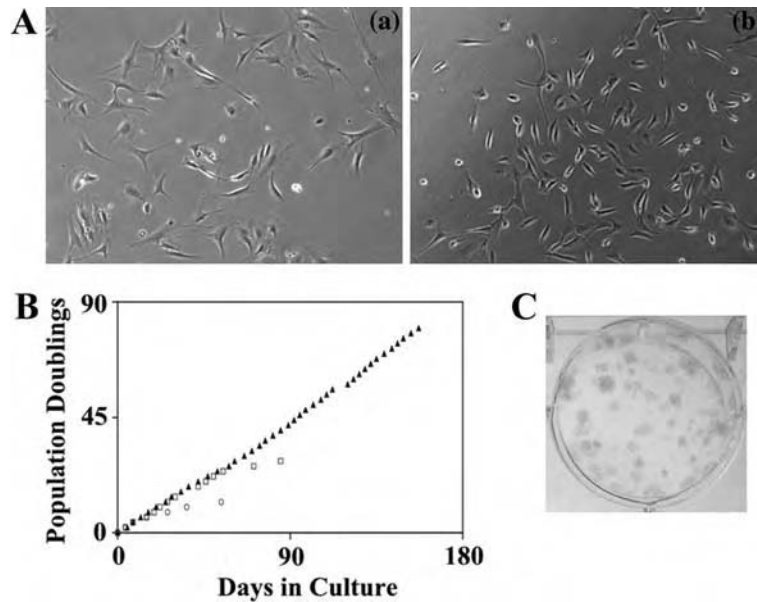 A
(a)
(b)
B
90
45
0
0
90
180
Population Doublings
Days in Culture
C